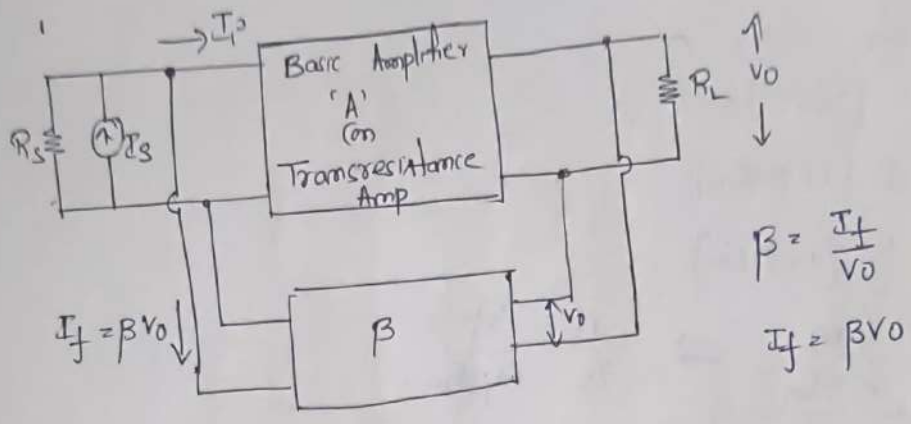 → Ii
Basic Amplifier
'A'
(or)
Transresistance
Amp
Rs
Is
RL
Vo
If = βVo
β
Vo
β = If/Vo
If = βVo